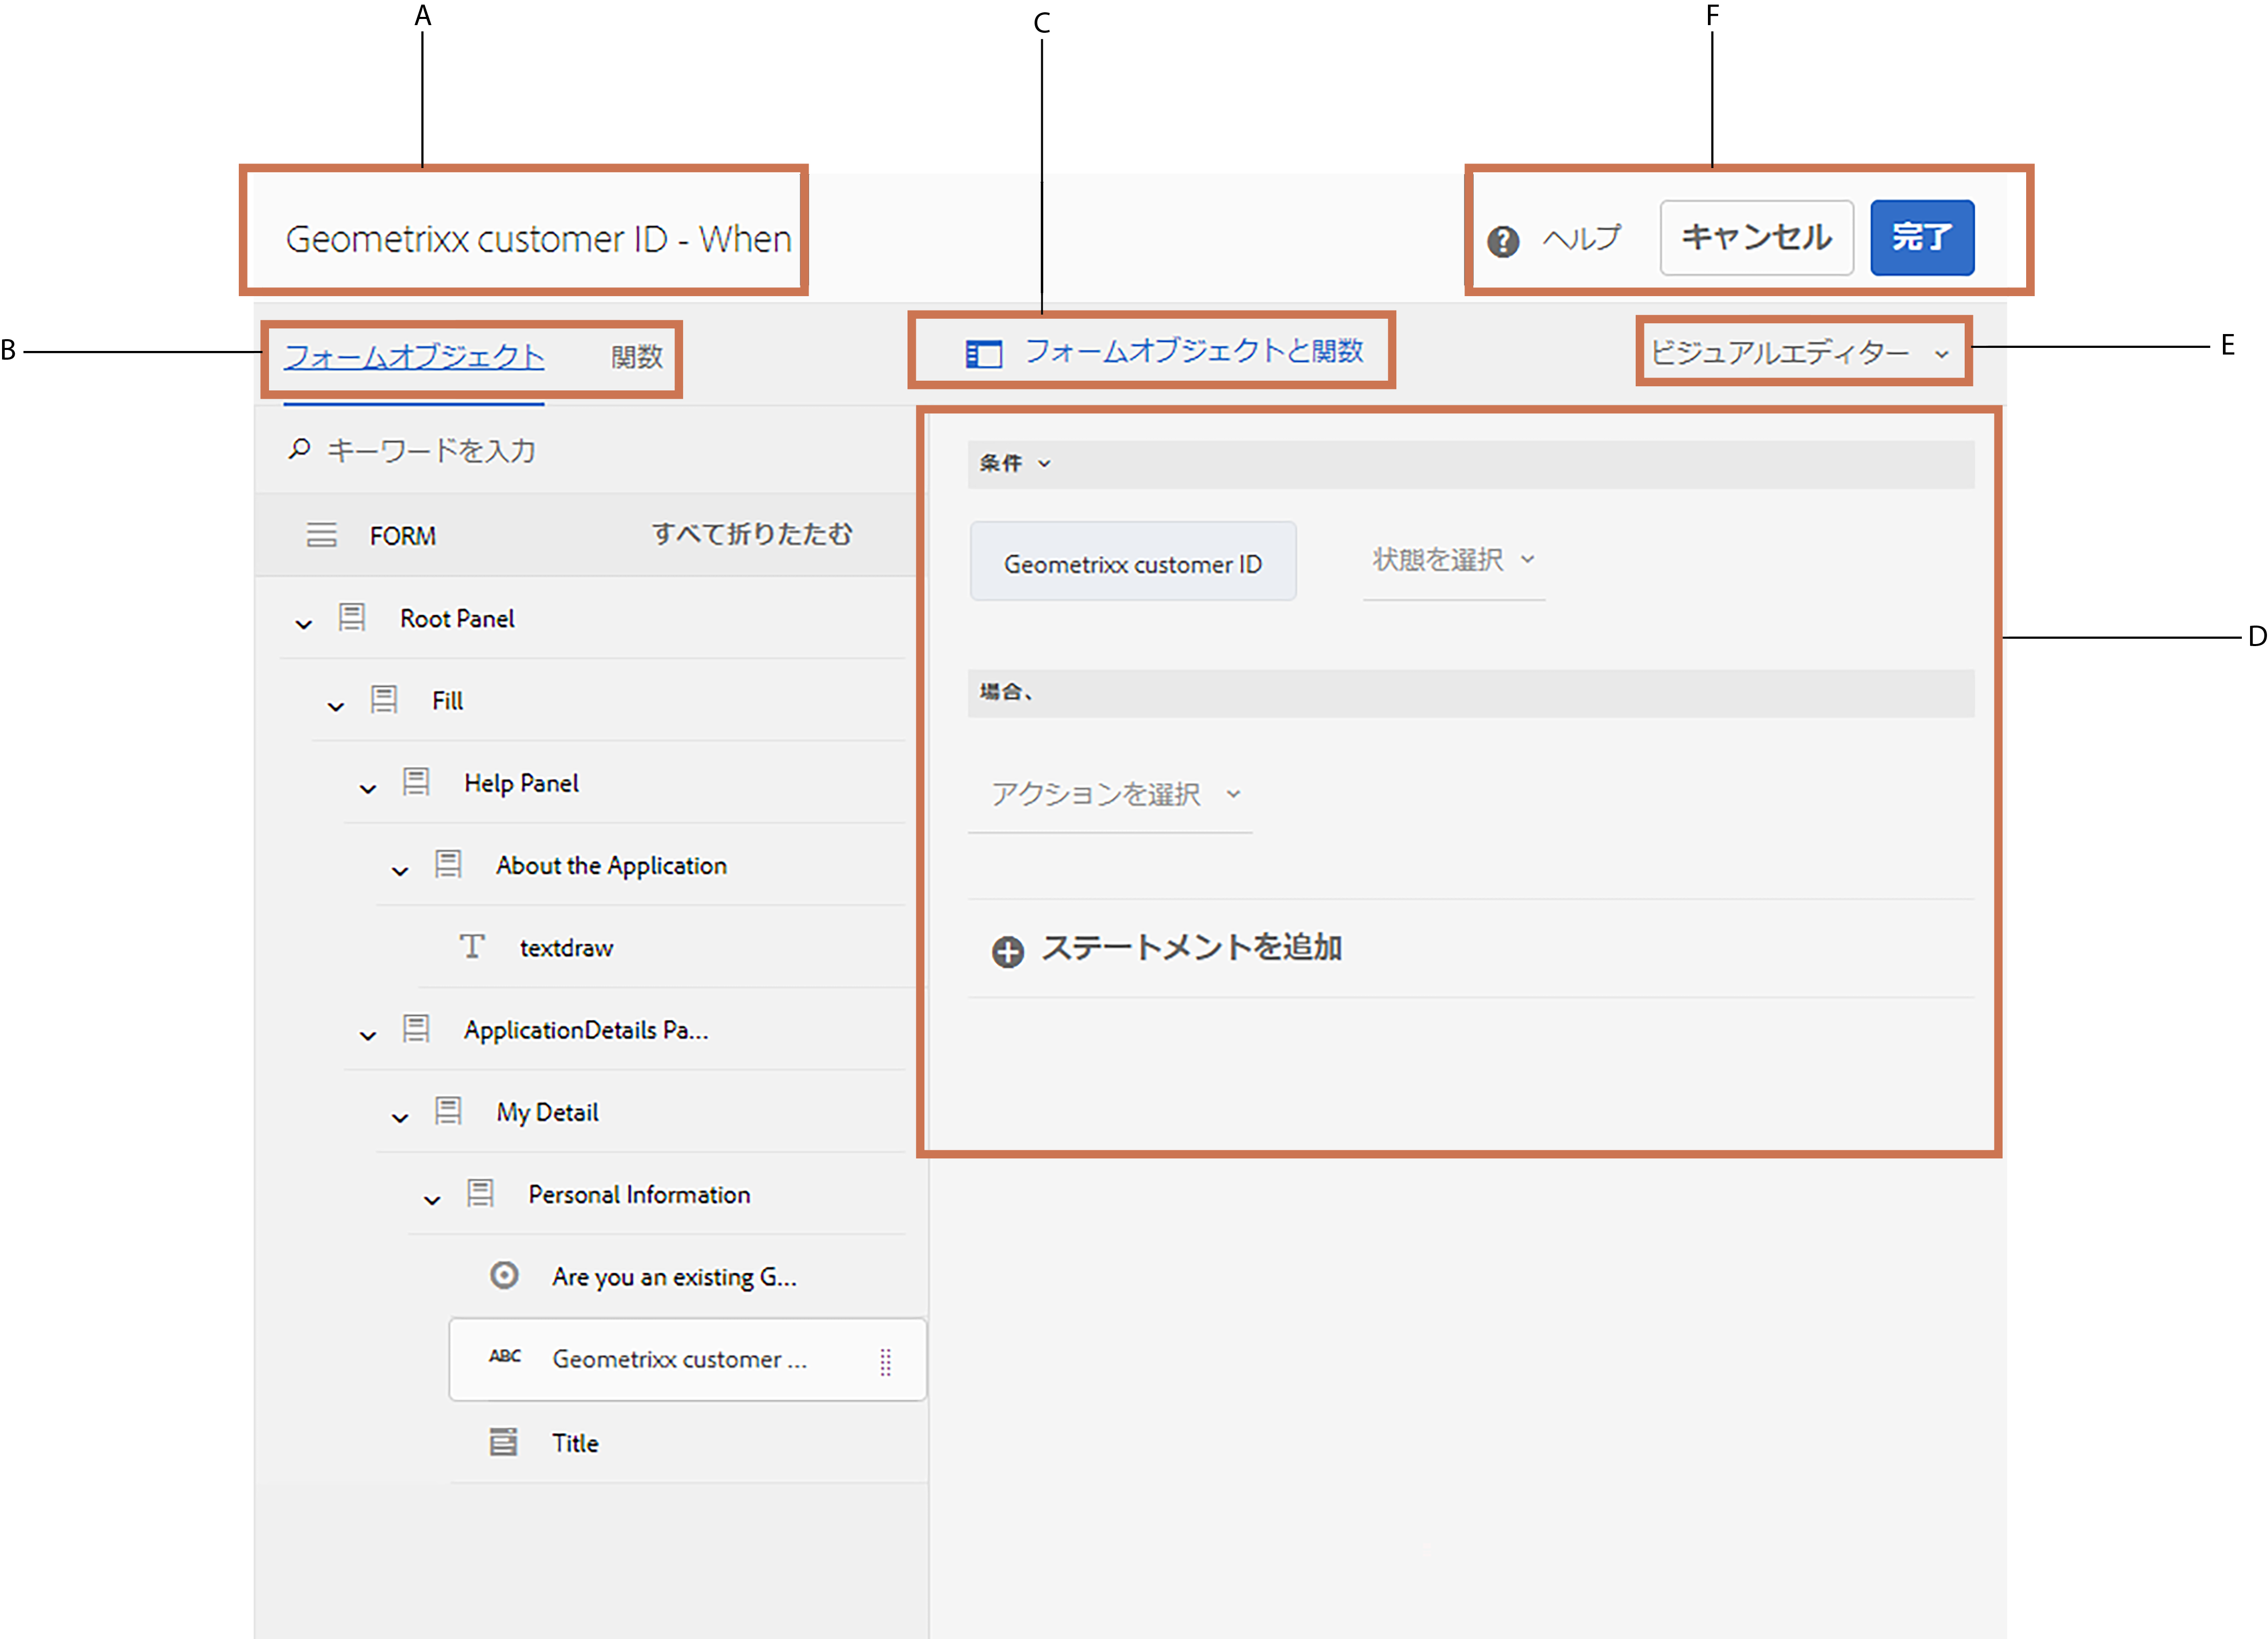 A
C
F
Geometrixx customer ID - When
ヘルプ キャンセル 完了
B
フォームオブジェクト 関数
フォームオブジェクトと関数
ビジュアルエディター
E
キーワードを入力
条件
FORM すべて折りたたむ
Geometrixx customer ID 状態を選択
Root Panel
D
Fill
場合、
Help Panel
アクションを選択
About the Application
textdraw
ステートメントを追加
ApplicationDetails Pa...
My Detail
Personal Information
Are you an existing G...
ABC Geometrixx customer ...
Title